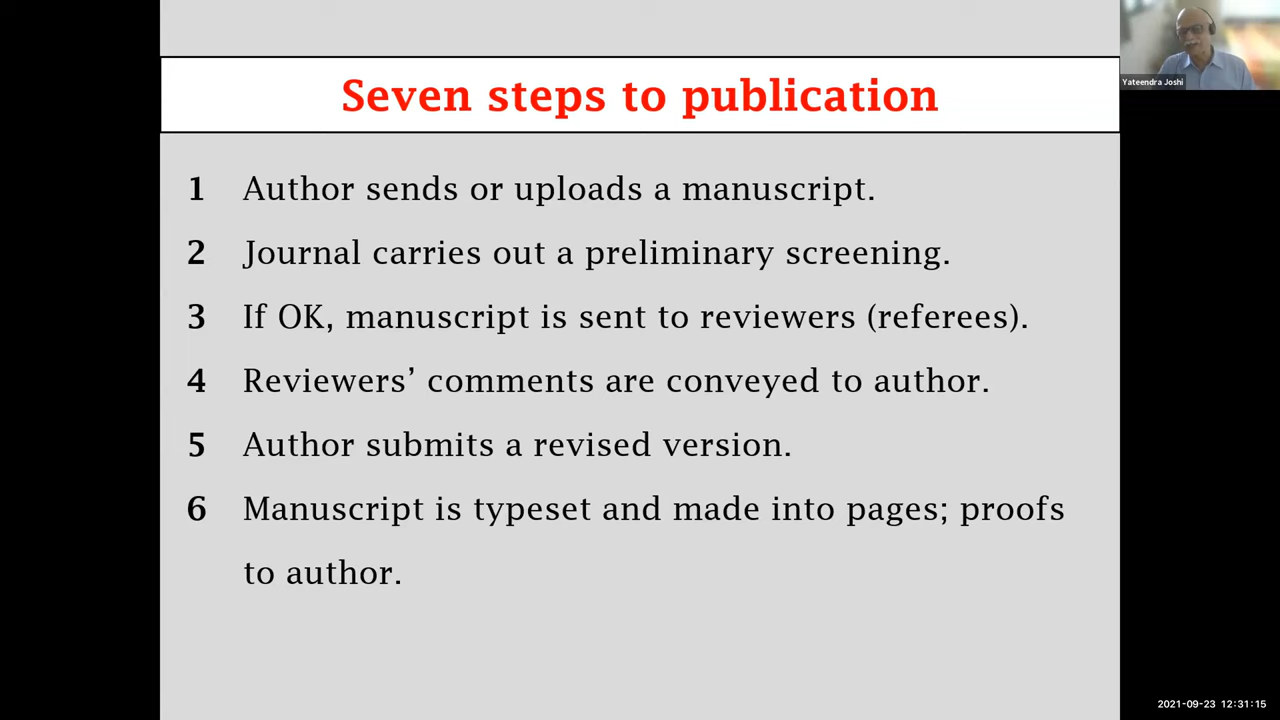 Seven steps to publication
Yateendra Joshi
1 Author sends or uploads a manuscript.
2 Journal carries out a preliminary screening.
3 If OK, manuscript is sent to reviewers (referees).
4 Reviewers’ comments are conveyed to author.
5 Author submits a revised version.
6 Manuscript is typeset and made into pages; proofs
to author.
2021-09-23 12:31:15